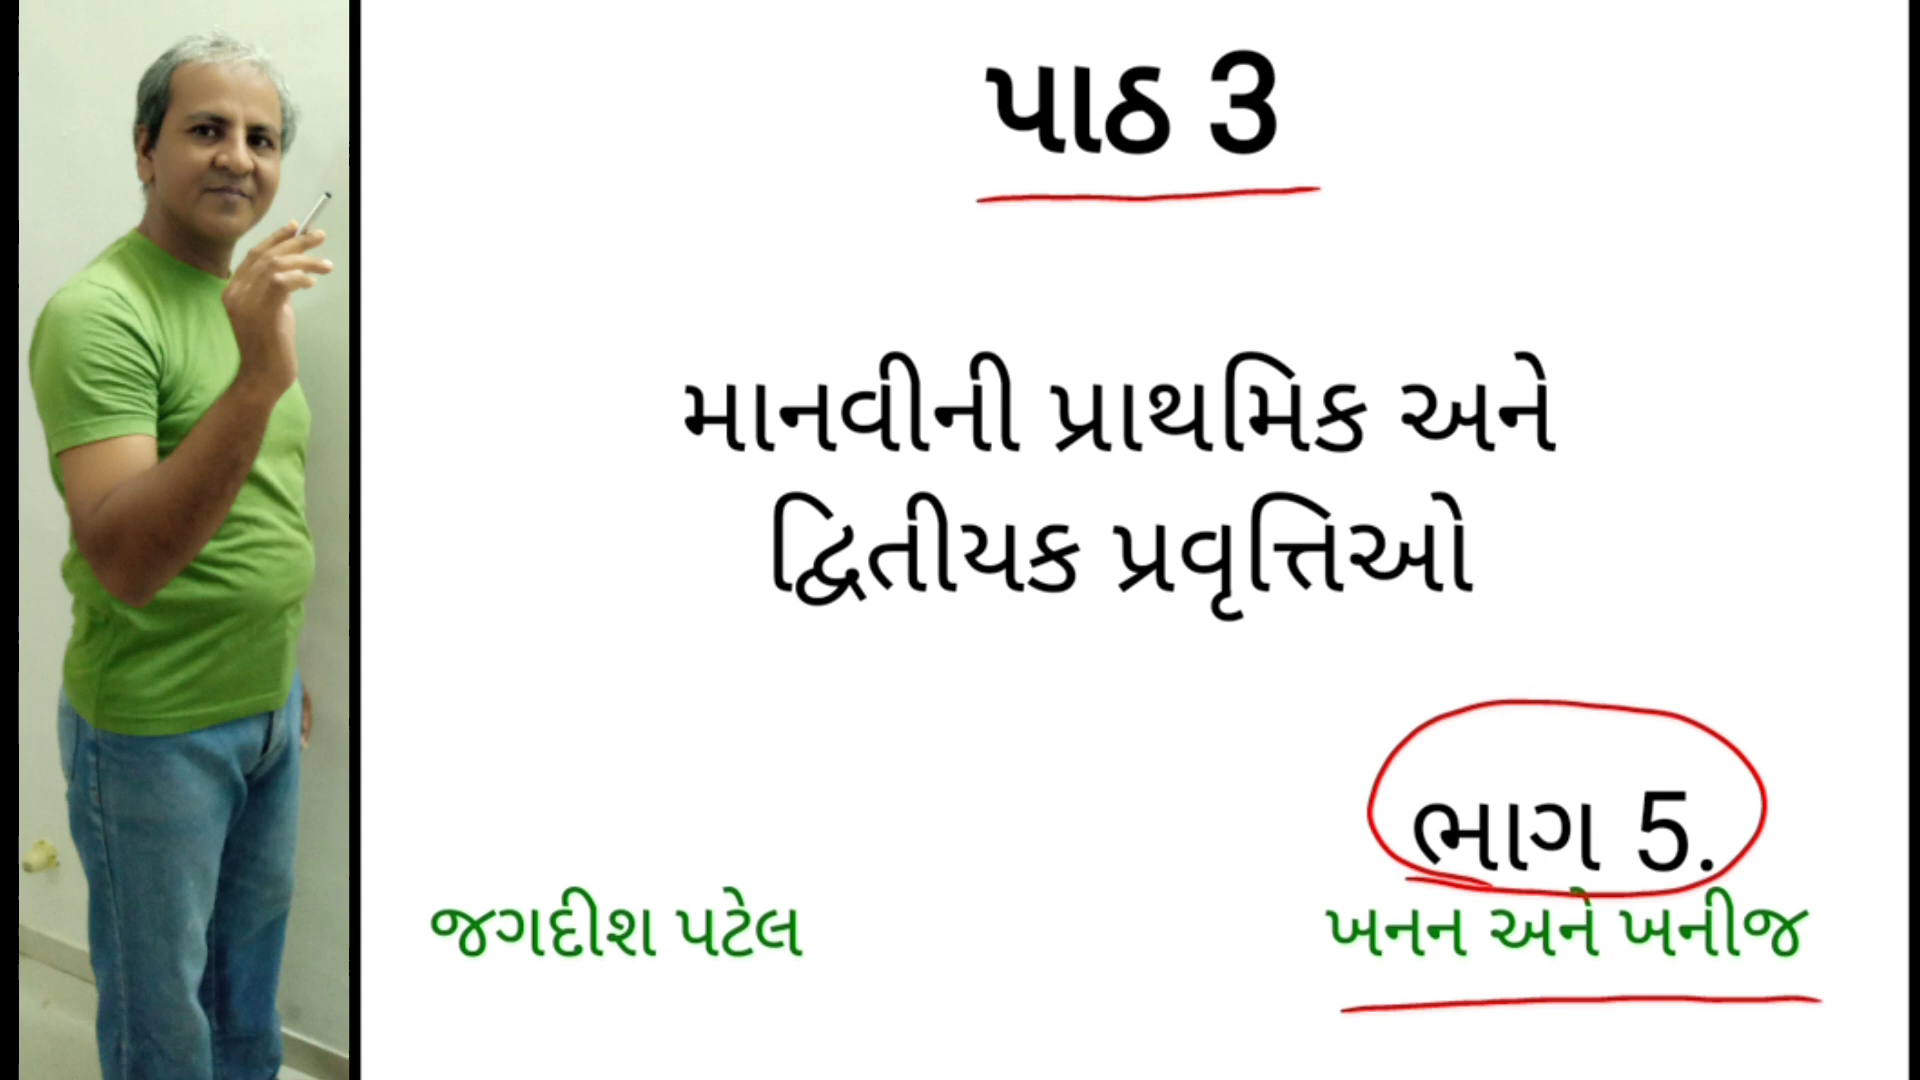 પાઠ 3
માનવીની પ્રાથમિક અને
દ્વિતીયક પ્રવૃત્તિઓ
ભાગ 5.
જગદીશ પટેલ
ખનન અને ખનીજ